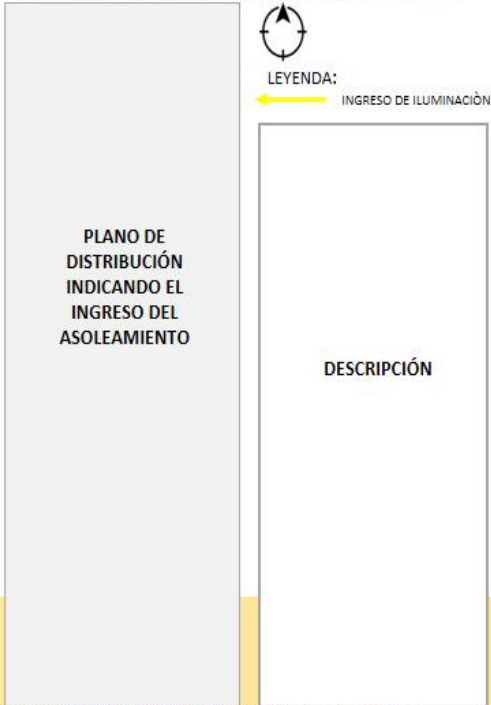 LEYENDA:
INGRESO DE ILUMINACIÒN
PLANO DE
DISTRIBUCIÓN
INDICANDO EL
INGRESO DEL
ASOLEAMIENTO
DESCRIPCIÓN